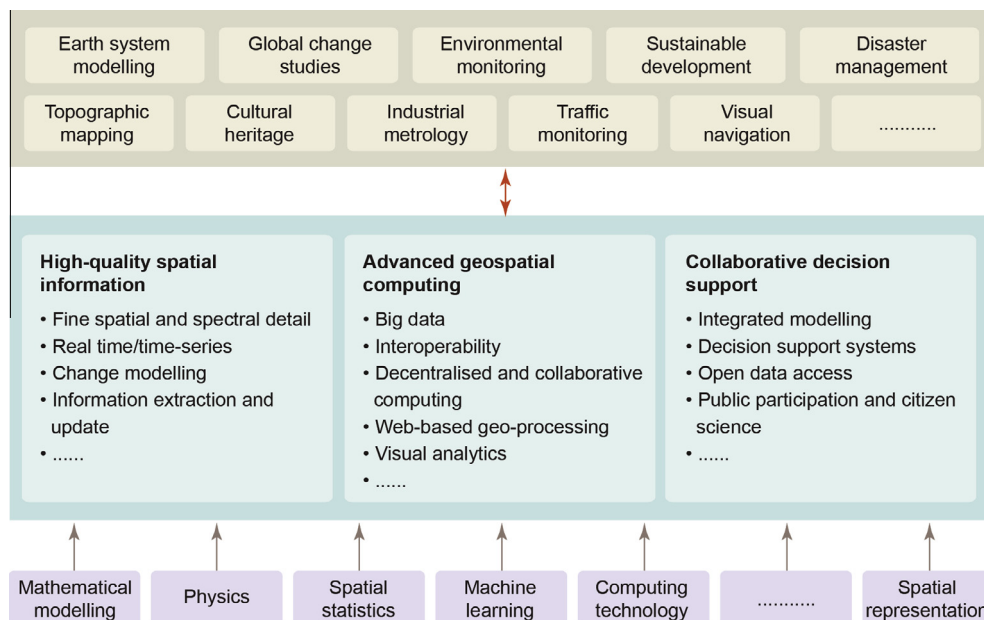 Earth system
modelling
Global change
studies
Environmental
monitoring
Sustainable
development
Disaster
management
Topographic
mapping
Cultural
heritage
Industrial
metrology
Traffic
monitoring
Visual
navigation
...........
High-quality spatial
information
• Fine spatial and spectral detail
• Real time/time-series
• Change modelling
• Information extraction and
update
• ......
Advanced geospatial
computing
• Big data
• Interoperability
• Decentralised and collaborative
computing
• Web-based geo-processing
• Visual analytics
• ......
Collaborative decision
support
• Integrated modelling
• Decision support systems
• Open data access
• Public participation and citizen
science
• ......
Mathematical
modelling
Physics
Spatial
statistics
Machine
learning
Computing
technology
...........
Spatial
representation